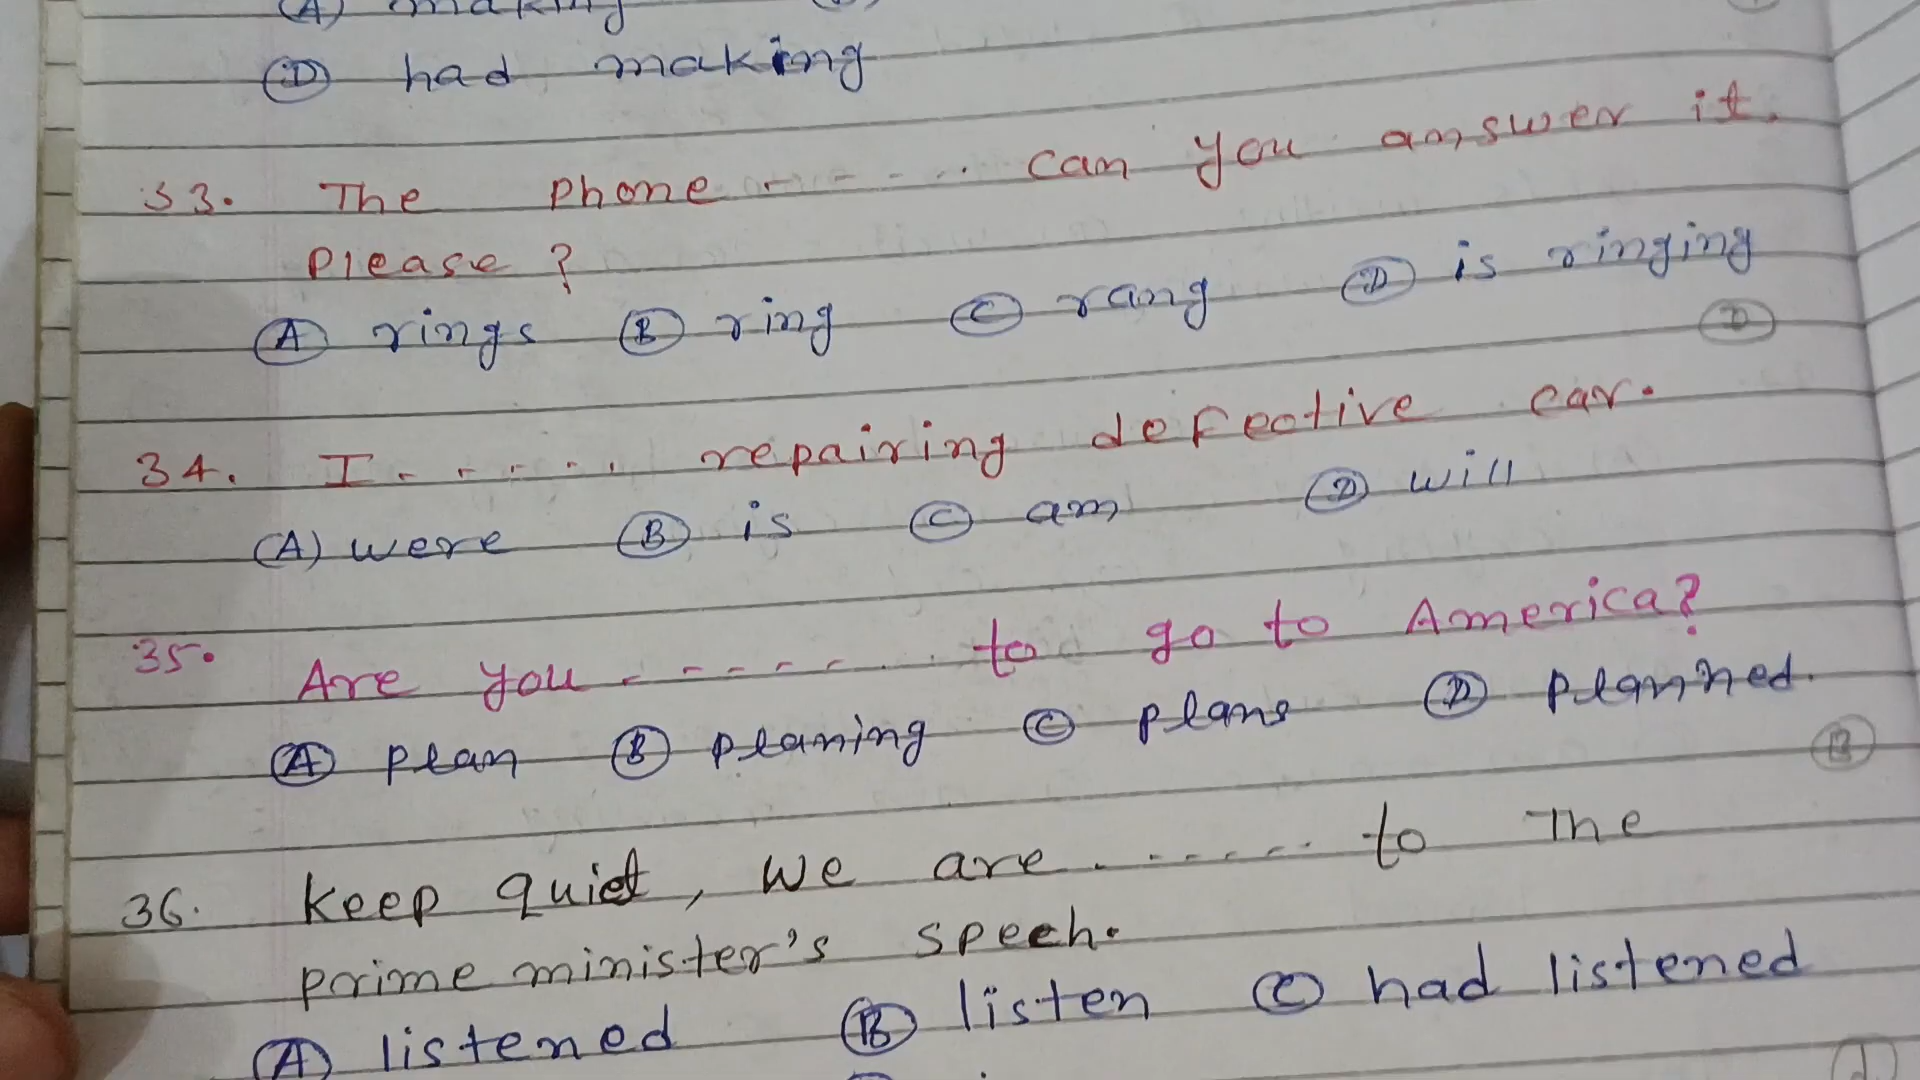 (A) making
(D) had making
33. The Phone ------ can you answer it.
Please ?
(A) rings (B) ring (C) rang (D) is ringing
(D)
34. I ------ repairing defective car.
(A) were (B) is (C) am (D) will
35. Are you ------ to go to America?
(A) plan (B) planing (C) plans (D) planned.
(B)
36. Keep quiet, we are ------ to The
prime minister's speech.
(A) listened (B) listen (C) had listened